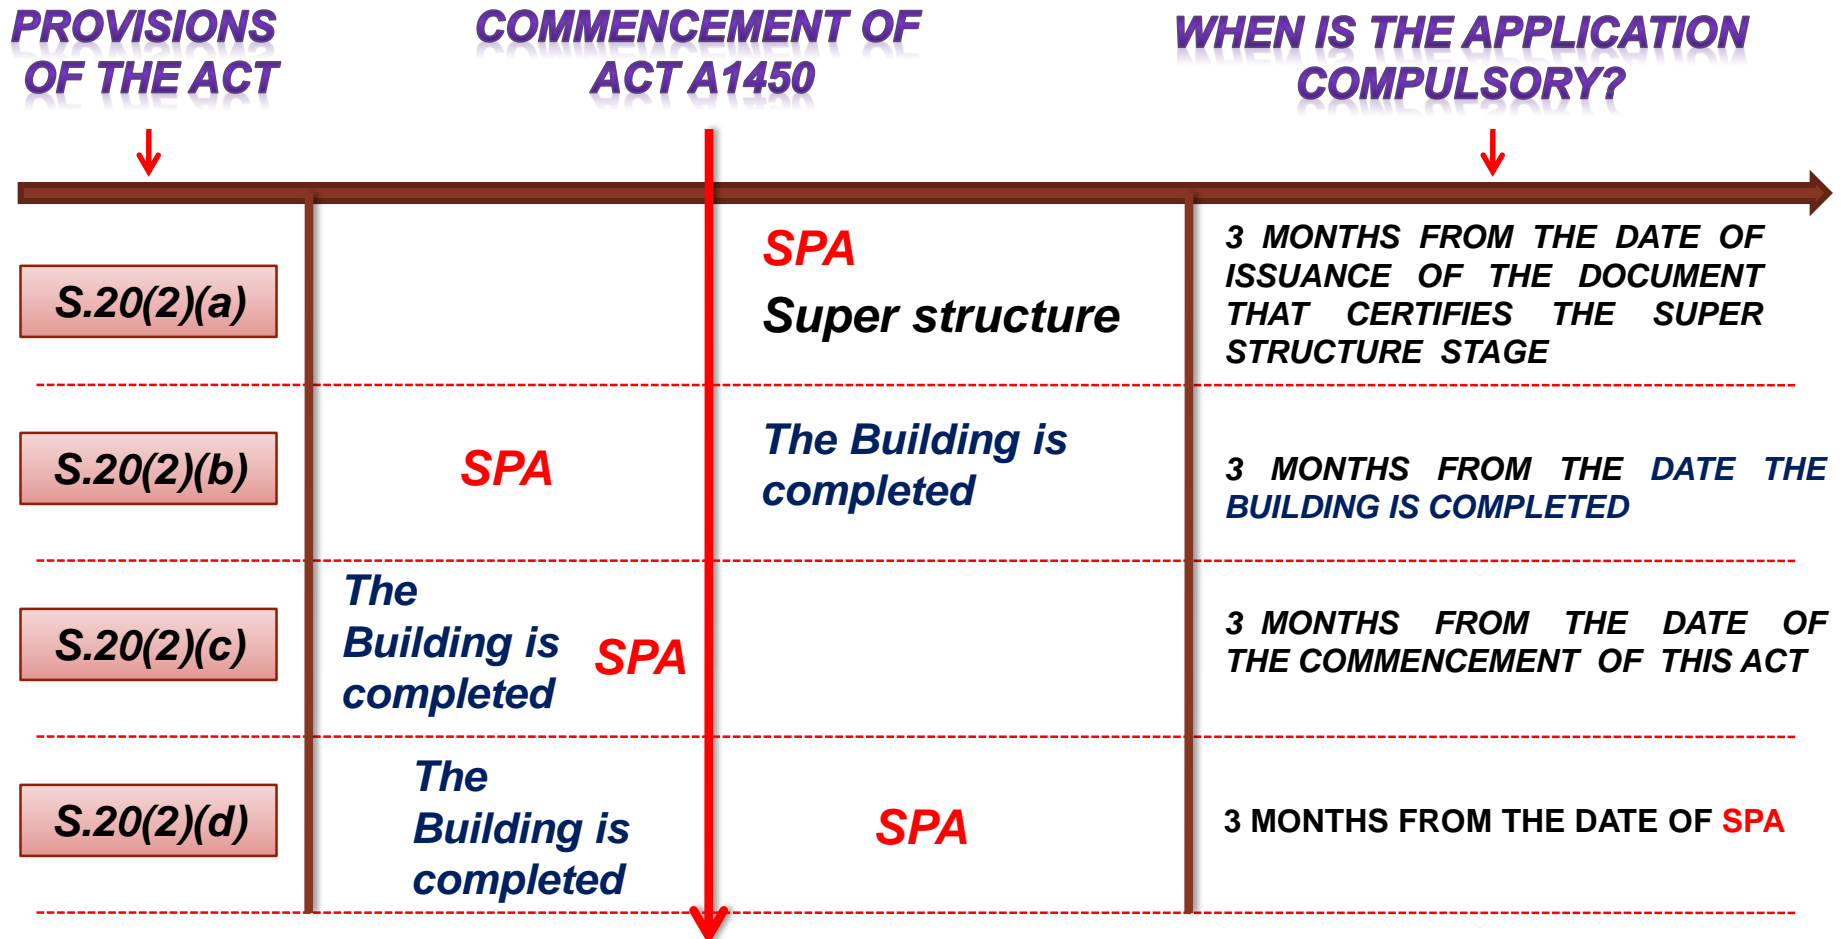 PROVISIONS
OF THE ACT
COMMENCEMENT OF
ACT A1450
WHEN IS THE APPLICATION
COMPULSORY?
S.20(2)(a)
SPA
Super structure
3 MONTHS FROM THE DATE OF
ISSUANCE OF THE DOCUMENT
THAT CERTIFIES THE SUPER
STRUCTURE STAGE
S.20(2)(b)
SPA
The Building is
completed
3 MONTHS FROM THE DATE THE
BUILDING IS COMPLETED
S.20(2)(c)
The
Building is
completed
SPA
3 MONTHS FROM THE DATE OF
THE COMMENCEMENT OF THIS ACT
S.20(2)(d)
The
Building is
completed
SPA
3 MONTHS FROM THE DATE OF SPA